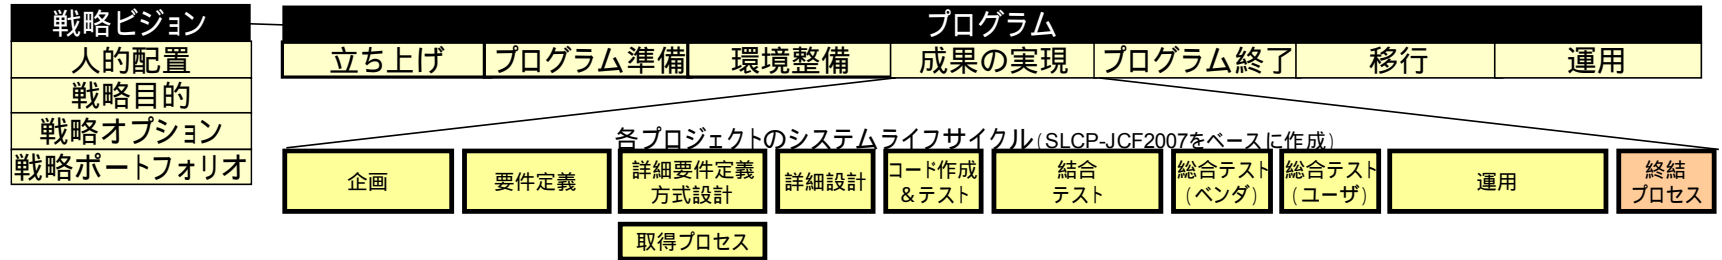 戦略ビジョン
人的配置
戦略目的
戦略オプション
戦略ポートフォリオ
プログラム
立ち上げ
プログラム準備
環境整備
成果の実現
プログラム終了
移行
運用
各プロジェクトのシステムライフサイクル(SLCP-JCF2007をベースに作成)
企画
要件定義
詳細要件定義
方式設計
詳細設計
コード作成
&テスト
結合
テスト
総合テスト
(ベンダ)
総合テスト
(ユーザ)
運用
終結
プロセス
取得プロセス